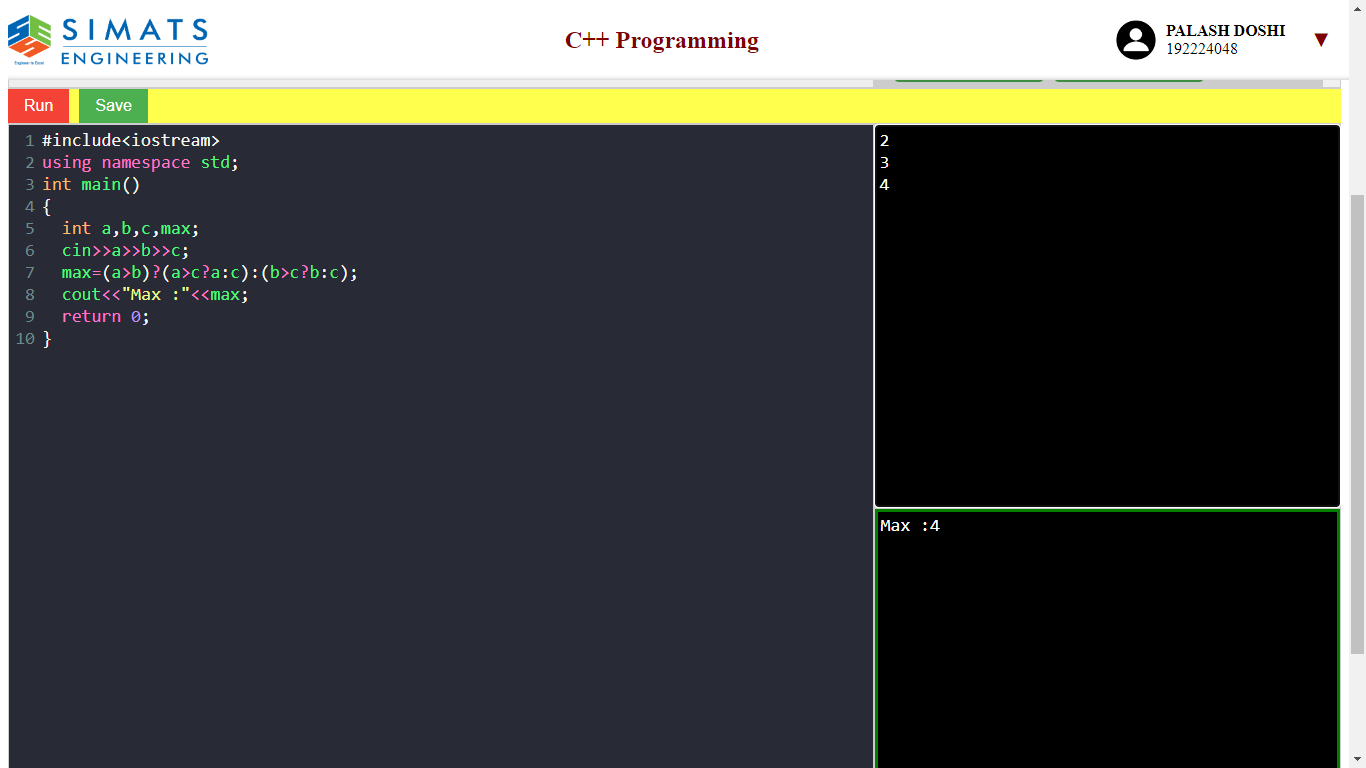 SIMATS
ENGINEERING
Engineer to Excel
C++ Programming
PALASH DOSHI
192224048
▼
Run
Save
1 #include<iostream>
2 using namespace std;
3 int main()
4 {
5   int a,b,c,max;
6   cin>>a>>b>>c;
7   max=(a>b)?(a>c?a:c):(b>c?b:c);
8   cout<<"Max :"<<max;
9   return 0;
10 }
2
3
4
Max :4